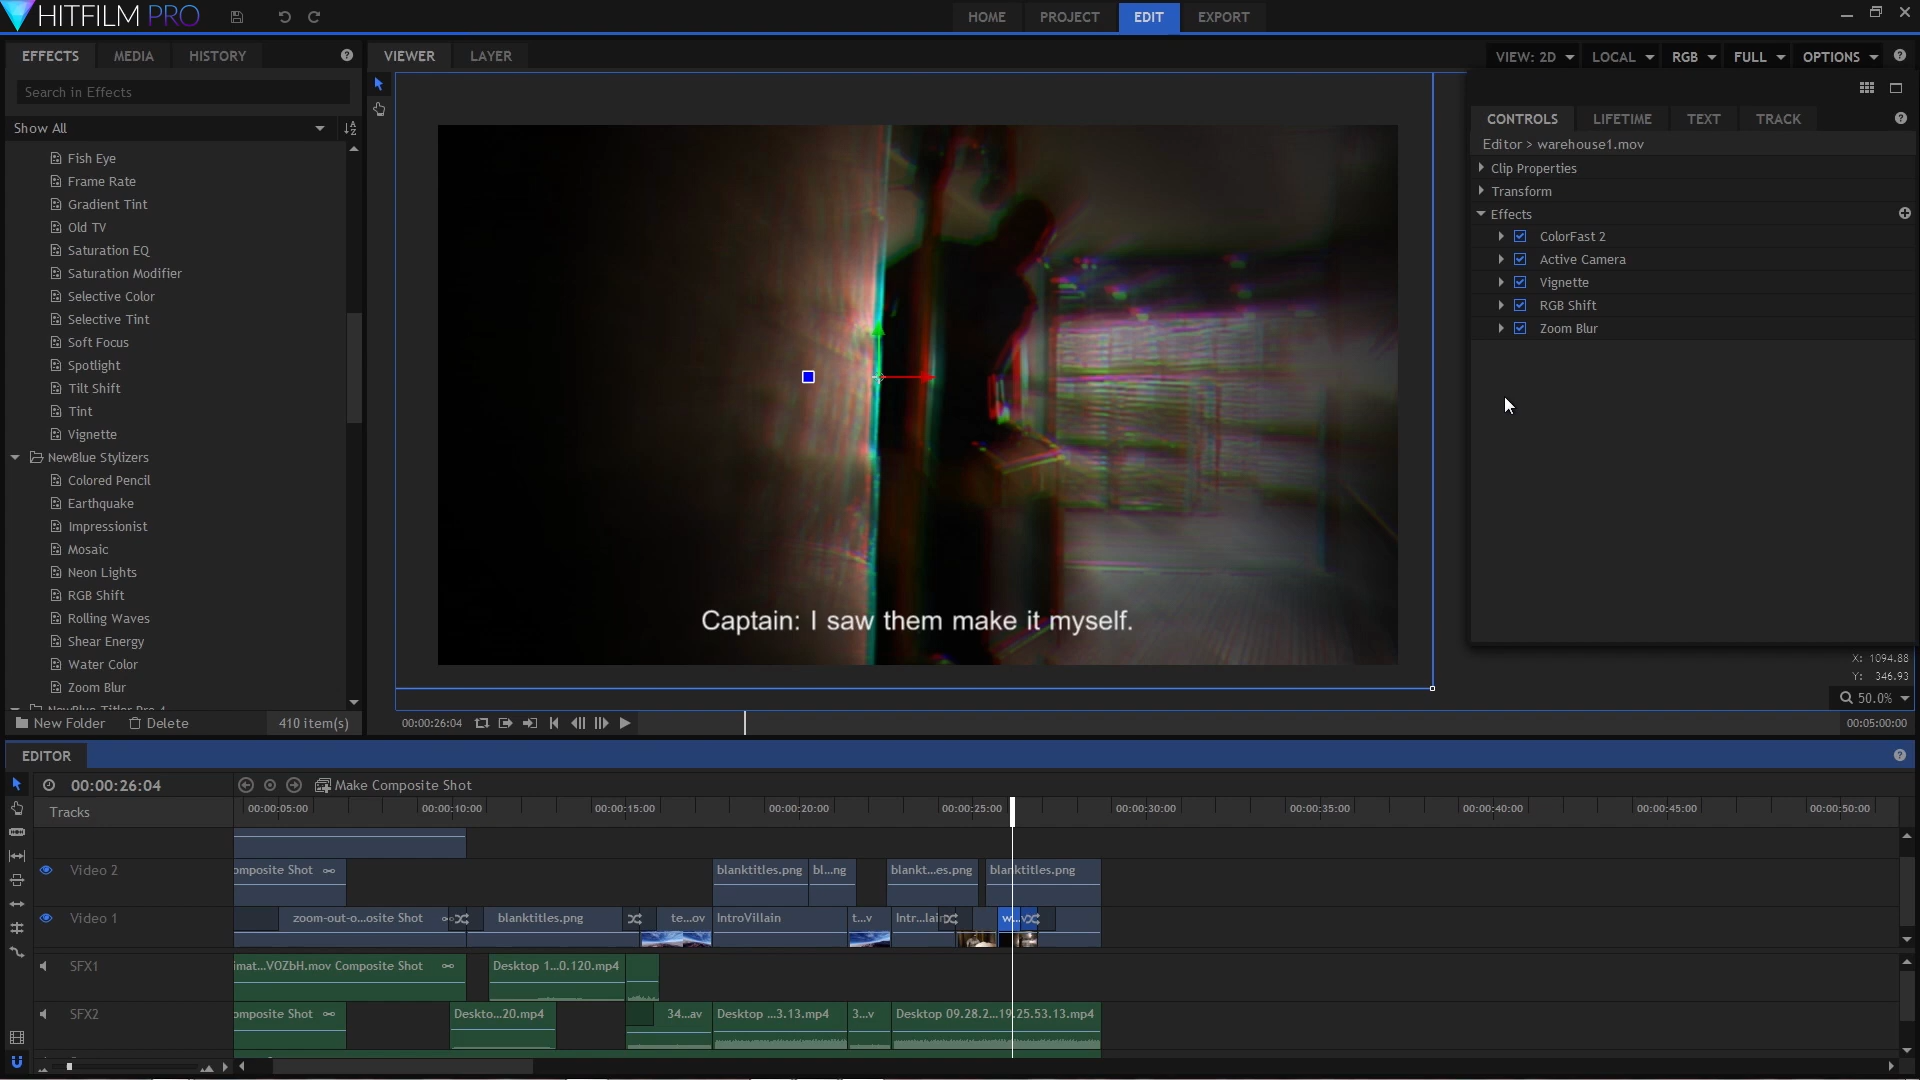 HITFILM PRO
HOME
PROJECT
EDIT
EXPORT
EFFECTS
MEDIA
HISTORY
VIEWER
LAYER
VIEW: 2D
LOCAL
RGB
FULL
OPTIONS
Search in Effects
Show All
Fish Eye
Frame Rate
Gradient Tint
Old TV
Saturation EQ
Saturation Modifier
Selective Color
Selective Tint
Soft Focus
Spotlight
Tilt Shift
Tint
Vignette
NewBlue Stylizers
Colored Pencil
Earthquake
Impressionist
Mosaic
Neon Lights
RGB Shift
Rolling Waves
Shear Energy
Water Color
Zoom Blur
New Folder
Delete
410 item(s)
Captain: I saw them make it myself.
CONTROLS
LIFETIME
TEXT
TRACK
Editor > warehouse1.mov
Clip Properties
Transform
Effects
ColorFast 2
Active Camera
Vignette
RGB Shift
Zoom Blur
X: 1094.88
Y: 346.93
50.0%
00:00:26:04
00:05:00:00
EDITOR
00:00:26:04
Make Composite Shot
Tracks
00:00:05:00
00:00:10:00
00:00:15:00
00:00:20:00
00:00:25:00
00:00:30:00
00:00:35:00
00:00:40:00
00:00:45:00
00:00:50:00
Video 2
omposite Shot
blanktitles.png
bl...ng
blankt...es.png
blanktitles.png
Video 1
zoom-out-o...osite Shot
blanktitles.png
te...ov
IntroVillain
t...v
Intr...lain
w...v
SFX1
imat...VOZbH.mov Composite Shot
Desktop 1...0.120.mp4
SFX2
omposite Shot
Deskto...20.mp4
34...av
Desktop ...3.13.mp4
3...v
Desktop 09.28.2...19.25.53.13.mp4